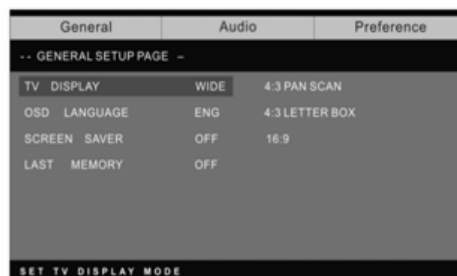 General Audio Preference
-- GENERAL SETUP PAGE –
TV DISPLAY WIDE 4:3 PAN SCAN
OSD LANGUAGE ENG 4:3 LETTER BOX
SCREEN SAVER OFF 16:9
LAST MEMORY OFF
SET TV DISPLAY MODE